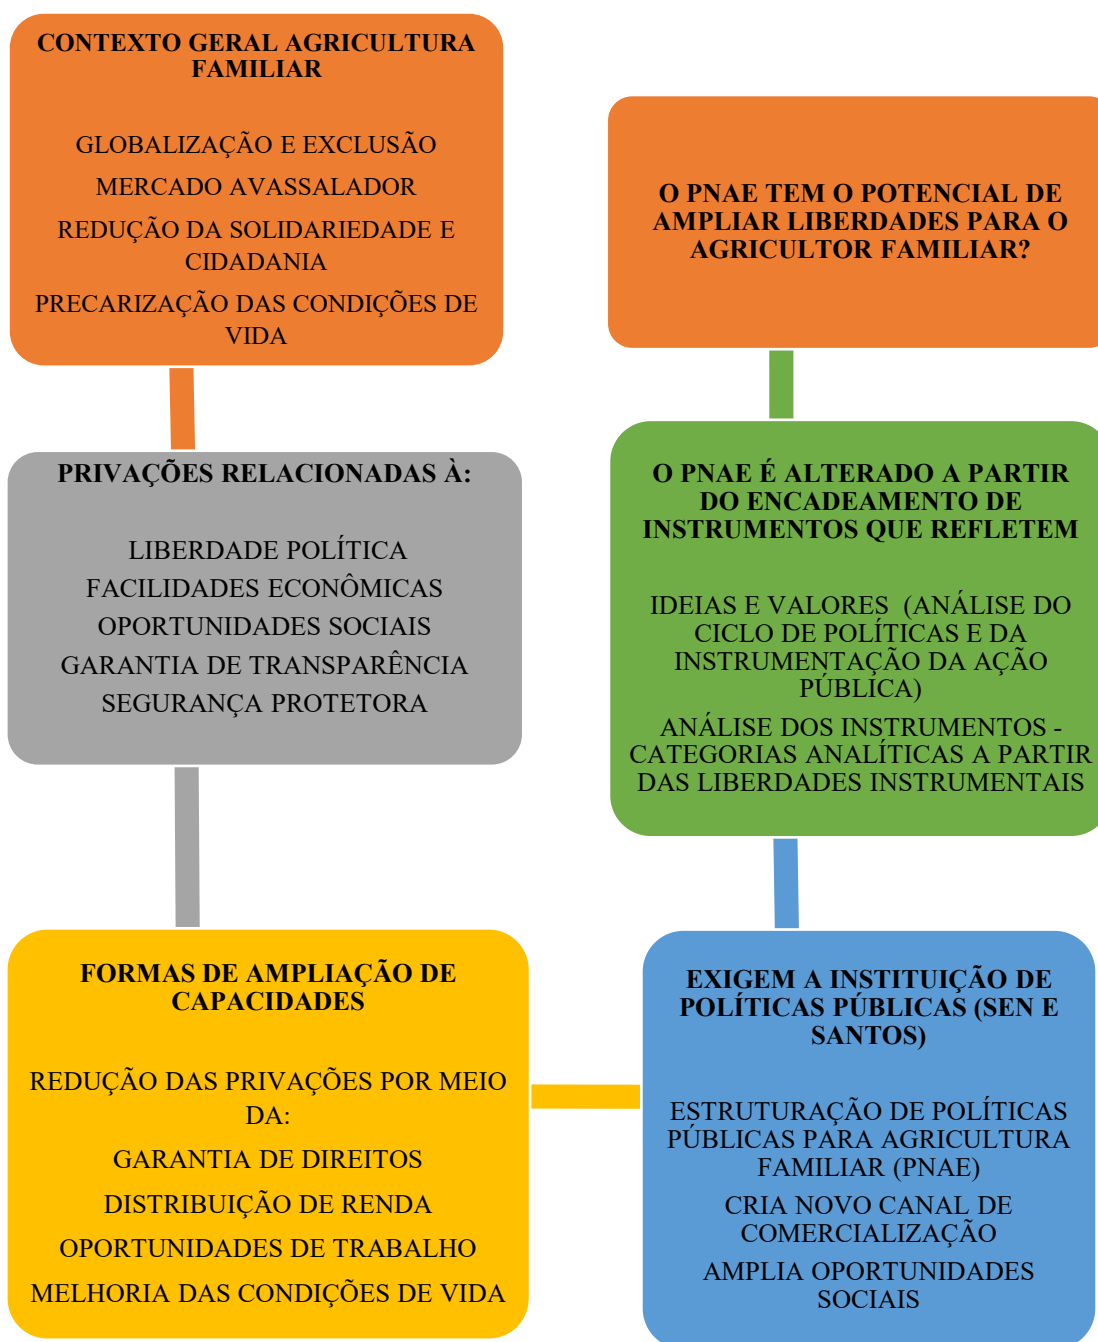 CONTEXTO GERAL AGRICULTURA
FAMILIAR
GLOBALIZAÇÃO E EXCLUSÃO
MERCADO AVASSALADOR
REDUÇÃO DA SOLIDARIEDADE E
CIDADANIA
PRECARIZAÇÃO DAS CONDIÇÕES DE
VIDA
PRIVAÇÕES RELACIONADAS À:
LIBERDADE POLÍTICA
FACILIDADES ECONÔMICAS
OPORTUNIDADES SOCIAIS
GARANTIA DE TRANSPARÊNCIA
SEGURANÇA PROTETORA
FORMAS DE AMPLIAÇÃO DE
CAPACIDADES
REDUÇÃO DAS PRIVAÇÕES POR MEIO
DA:
GARANTIA DE DIREITOS
DISTRIBUIÇÃO DE RENDA
OPORTUNIDADES DE TRABALHO
MELHORIA DAS CONDIÇÕES DE VIDA
EXIGEM A INSTITUIÇÃO DE
POLÍTICAS PÚBLICAS (SEN E
SANTOS)
ESTRUTURAÇÃO DE POLÍTICAS
PÚBLICAS PARA AGRICULTURA
FAMILIAR (PNAE)
CRIA NOVO CANAL DE
COMERCIALIZAÇÃO
AMPLIA OPORTUNIDADES
SOCIAIS
O PNAE É ALTERADO A PARTIR
DO ENCADEAMENTO DE
INSTRUMENTOS QUE REFLETEM
IDEIAS E VALORES (ANÁLISE DO
CICLO DE POLÍTICAS E DA
INSTRUMENTAÇÃO DA AÇÃO
PÚBLICA)
ANÁLISE DOS INSTRUMENTOS -
CATEGORIAS ANALÍTICAS A PARTIR
DAS LIBERDADES INSTRUMENTAIS
O PNAE TEM O POTENCIAL DE
AMPLIAR LIBERDADES PARA O
AGRICULTOR FAMILIAR?